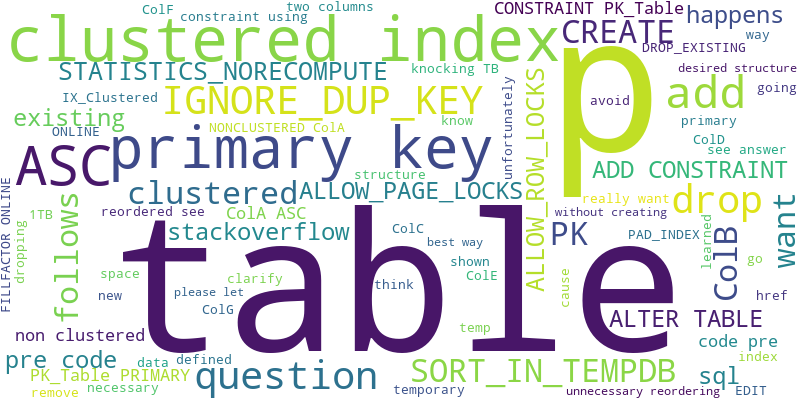 ColF
two columns
CONSTRAINT PK_Table
constraint using
happens
clustered index
CREATE
way
p
DROP_EXISTING
STATISTICS_NORECOMPUTE
knocking TB
desired structure
IX_Clustered
IGNORE_DUP_KEY
add
going
avoid
existing
unfortunately
ALLOW_ROW_LOCKS
ONLINE
NONCLUSTERED ColA
know
primary
ColD
primary key
see answer
ASC
ADD CONSTRAINT
structure
FILLFACTOR ONLINE
clustered
ALLOW_PAGE_LOCKS
really want
drop
want
follows
1TB
reordered see
ColA ASC
without creating
table
stackoverflow
ColC
PK
PAD_INDEX
ColB
learned
best way
dropping
space
shown
go
clarify
think
ColE
cause
new
please let
href
ColG
temp
ALTER TABLE
non clustered
code pre
pre code
data
defined
index
PK_Table PRIMARY
question
SORT_IN_TEMPDB
sql
remove
necessary
temporary
unnecessary reordering
EDIT